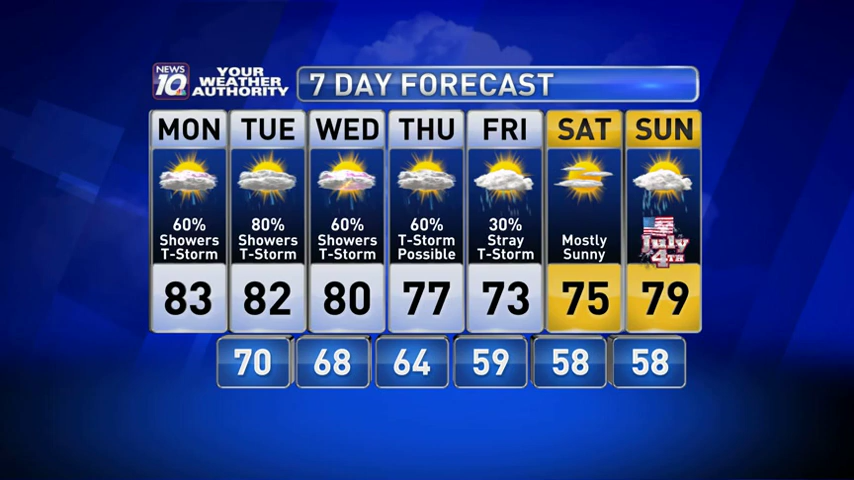 NEWS
10
YOUR
WEATHER
AUTHORITY
7 DAY FORECAST
MON
TUE
WED
THU
FRI
SAT
SUN
60%
Showers
T-Storm
80%
Showers
T-Storm
60%
Showers
T-Storm
60%
T-Storm
Possible
30%
Stray
T-Storm
Mostly
Sunny
July
4TH
83
82
80
77
73
75
79
70
68
64
59
58
58